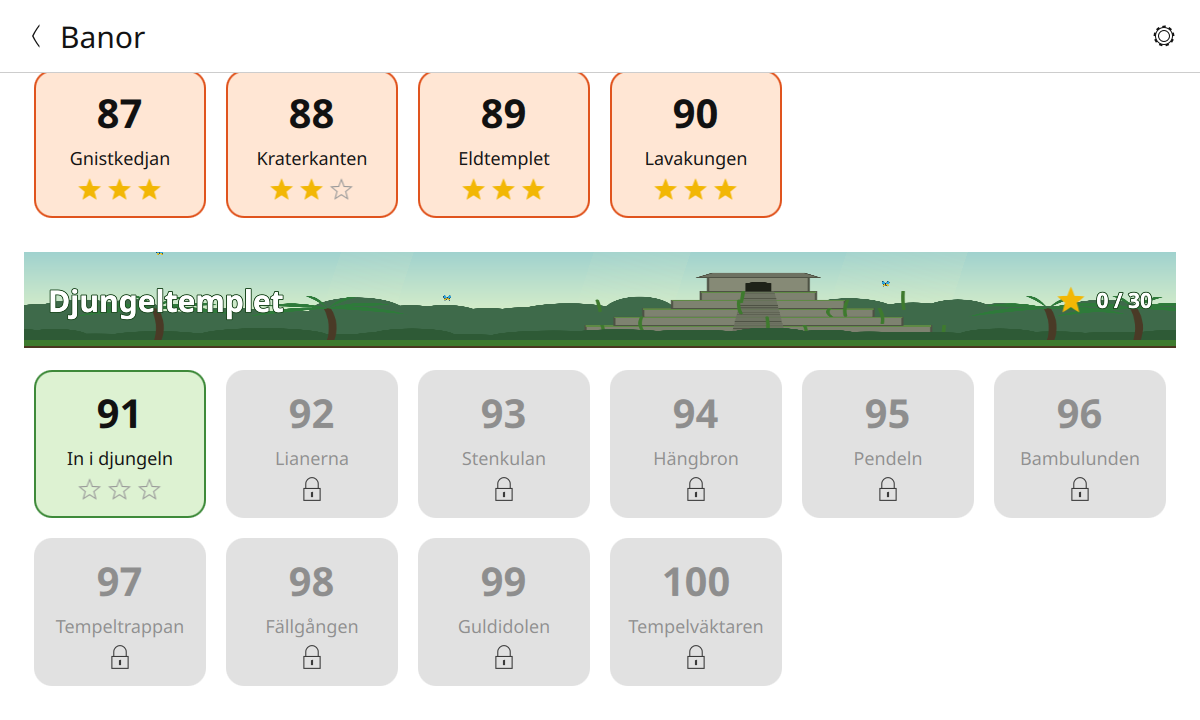 Banor
87 88 89 90
Gnistkedjan Kraterkanten Eldtemplet Lavakungen
Djungeltemplet 0 / 30
91 92 93 94 95 96
In i djungeln Lianerna Stenkulan Hängbron Pendeln Bambulunden
97 98 99 100
Tempeltrappan Fällgången Guldidolen Tempelväktaren